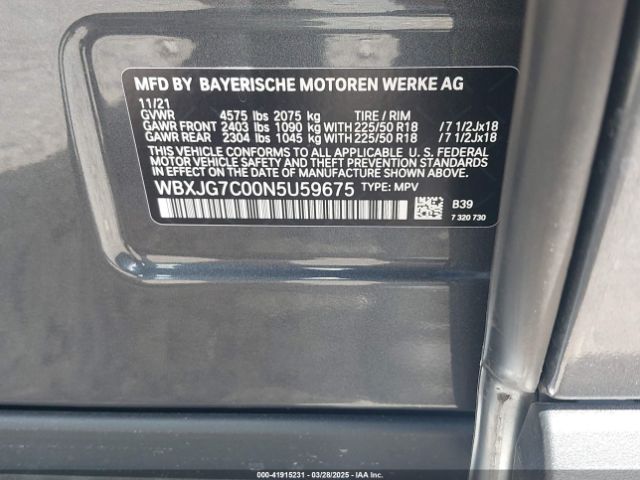 MFD BY BAYERISCHE MOTOREN WERKE AG
11/21
GVWR 4575 lbs 2075 kg TIRE / RIM
GAWR FRONT 2403 lbs 1090 kg WITH 225/50 R18 /7 1/2Jx18
GAWR REAR 2304 lbs 1045 kg WITH 225/50 R18 /7 1/2Jx18
THIS VEHICLE CONFORMS TO ALL APPLICABLE U. S. FEDERAL
MOTOR VEHICLE SAFETY, BUMPER, AND THEFT PREVENTION
STANDARDS IN EFFECT ON THE DATE OF MANUFACTURE SHOWN ABOVE.
WBXJG7C00N5U59675 TYPE: MPV
B39
7 320 730
000-41915231 - 03/28/2025 - IAAI.COM